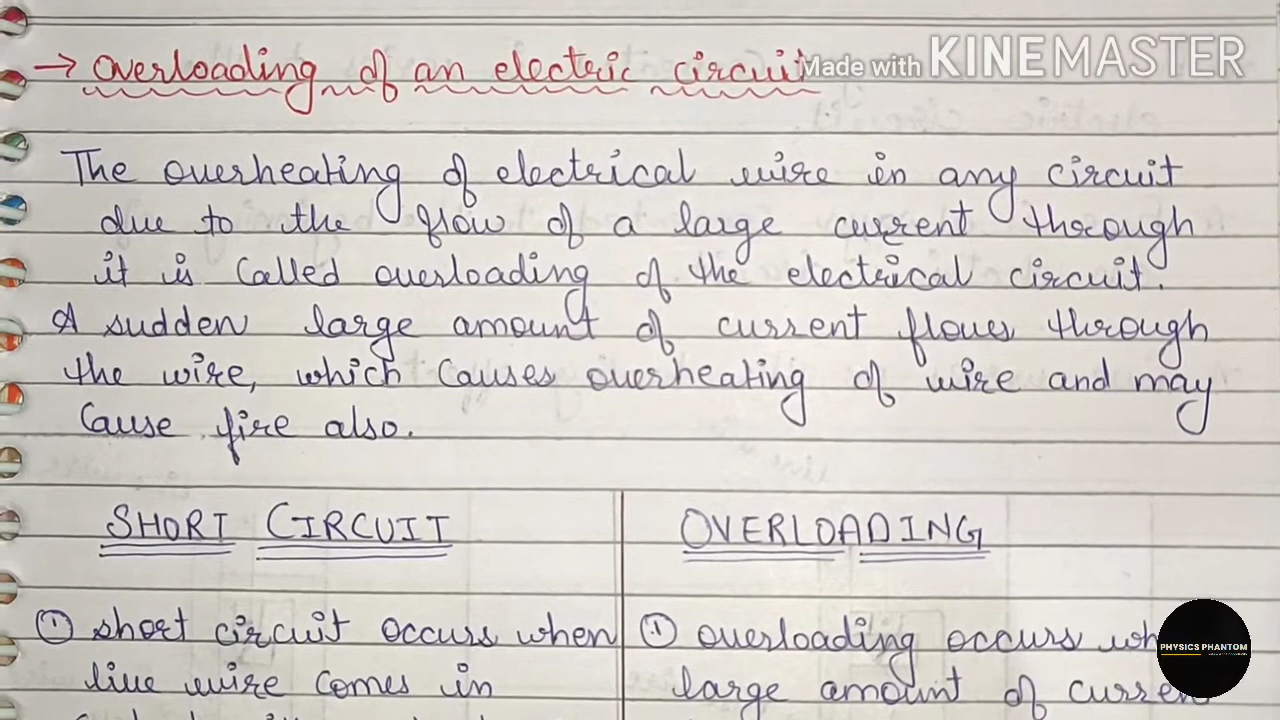 → Overloading of an electric circuit
Made with KINEMASTER
The overheating of electrical wire in any circuit
due to the flow of a large current through
it is called overloading of the electrical circuit.
A sudden large amount of current flows through
the wire, which causes overheating of wire and may
cause fire also.
SHORT CIRCUIT
OVERLOADING
① short circuit occurs when
① overloading occurs
PHYSICS PHANTOM
live wire comes in
large amount of current